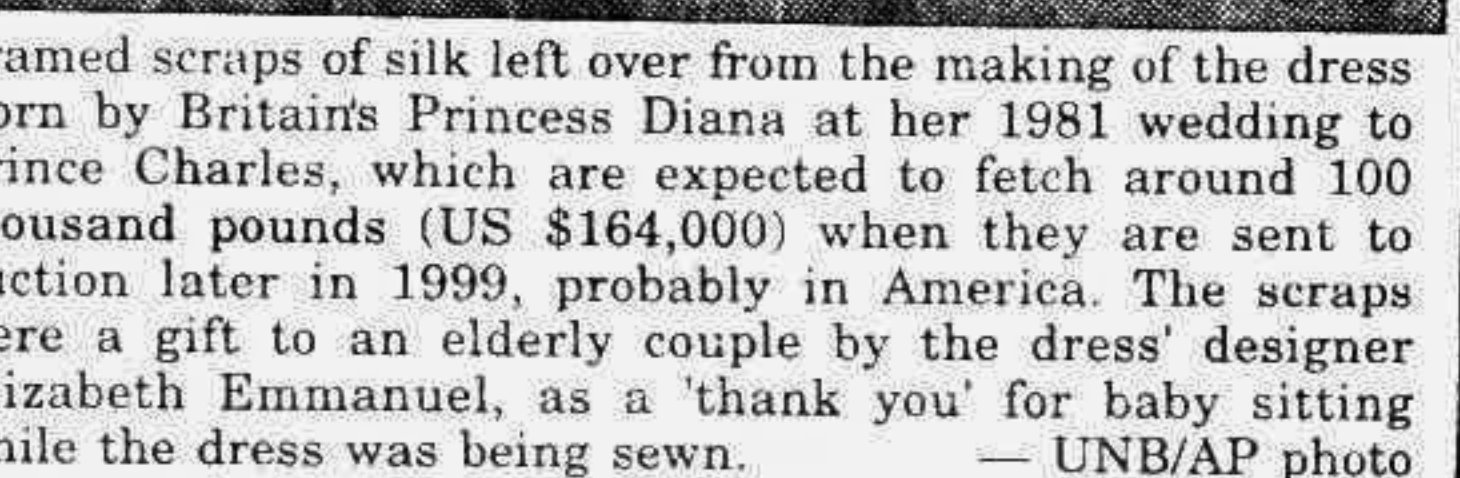 amed scraps of silk left over from the making of the dress
orn by Britain's Princess Diana at her 1981 wedding to
ince Charles, which are expected to fetch around 100
ousand pounds (US $164,000) when they are sent to
ction later in 1999, probably in America. The scraps
ere a gift to an elderly couple by the dress' designer
izabeth Emmanuel, as a 'thank you' for baby sitting
hile the dress was being sewn. — UNB/AP photo